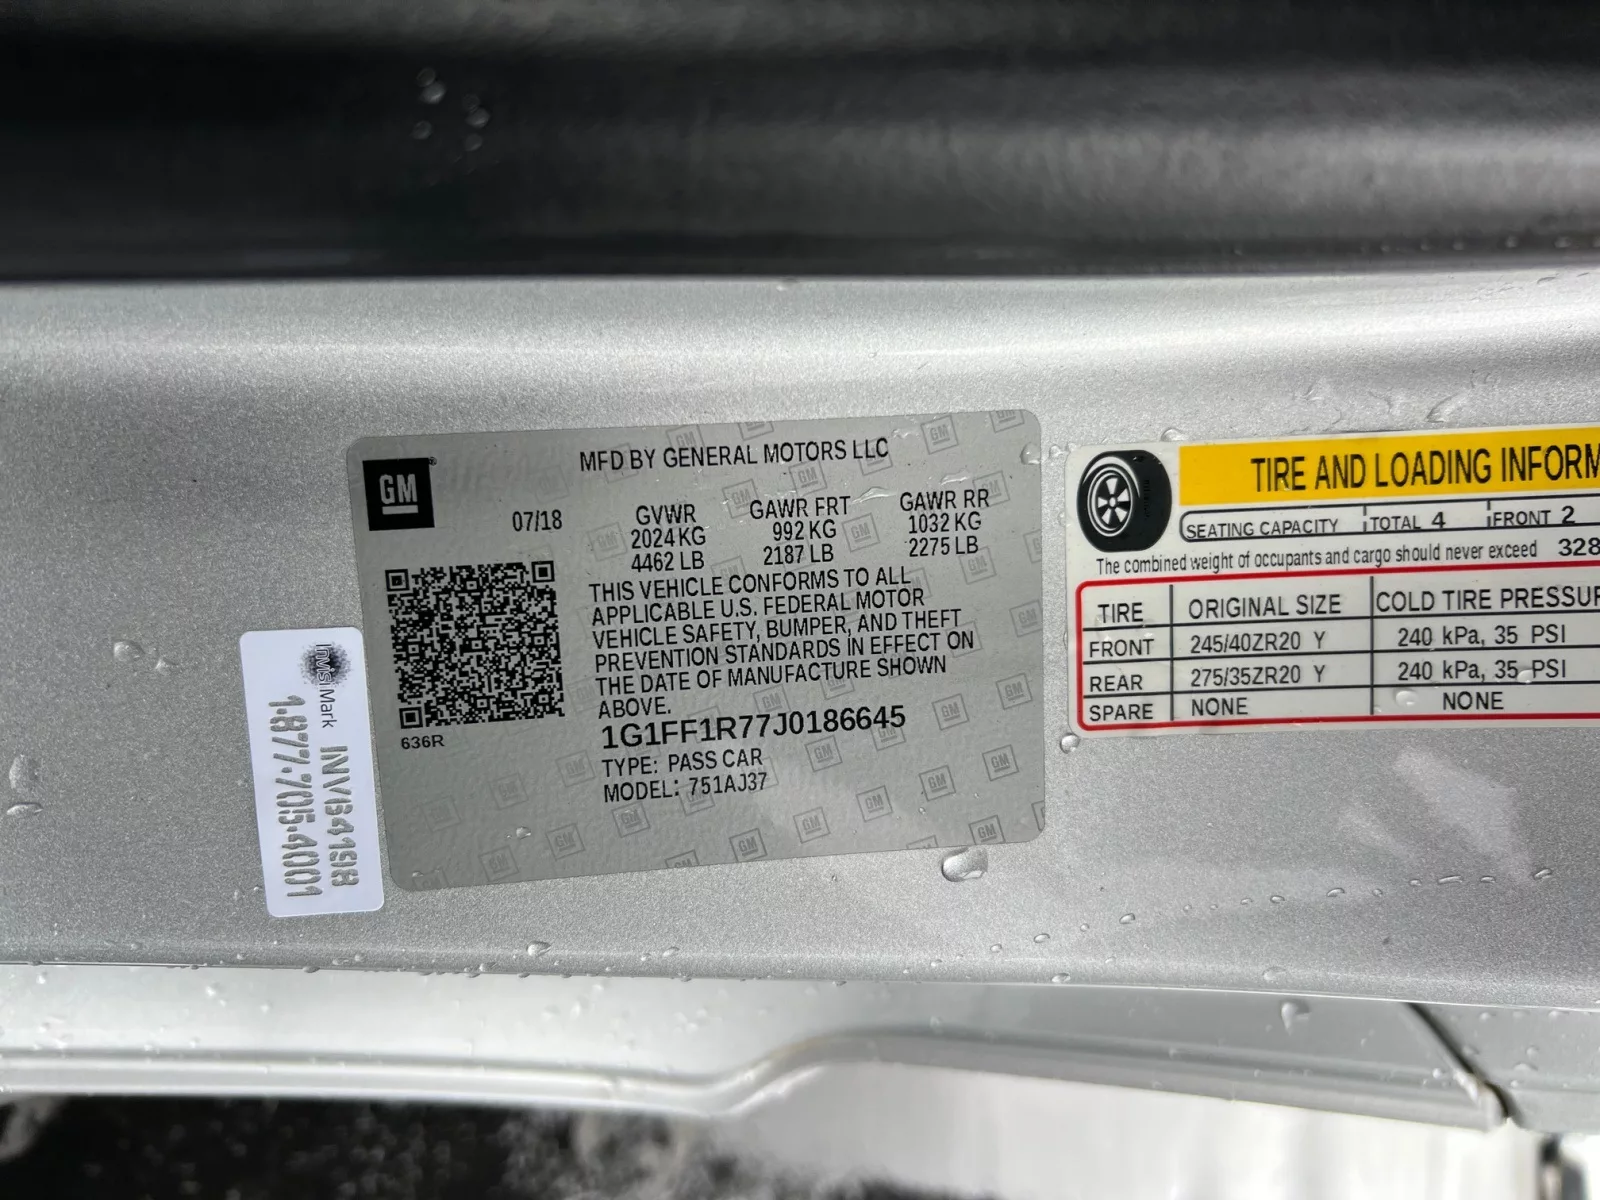 GM
MFD BY GENERAL MOTORS LLC
07/18
GVWR GAWR FRT GAWR RR
2024 KG 992 KG 1032 KG
4462 LB 2187 LB 2275 LB
THIS VEHICLE CONFORMS TO ALL
APPLICABLE U.S. FEDERAL MOTOR
VEHICLE SAFETY, BUMPER, AND THEFT
PREVENTION STANDARDS IN EFFECT ON
THE DATE OF MANUFACTURE SHOWN
ABOVE.
1G1FF1R77J0186645
TYPE: PASS CAR
MODEL: 751AJ37
636R
InvisiMark INV64198
1-877-705-4001
TIRE AND LOADING INFORM
SEATING CAPACITY TOTAL 4 FRONT 2
The combined weight of occupants and cargo should never exceed 328
TIRE ORIGINAL SIZE COLD TIRE PRESSUR
FRONT 245/40ZR20 Y 240 kPa, 35 PSI
REAR 275/35ZR20 Y 240 kPa, 35 PSI
SPARE NONE NONE